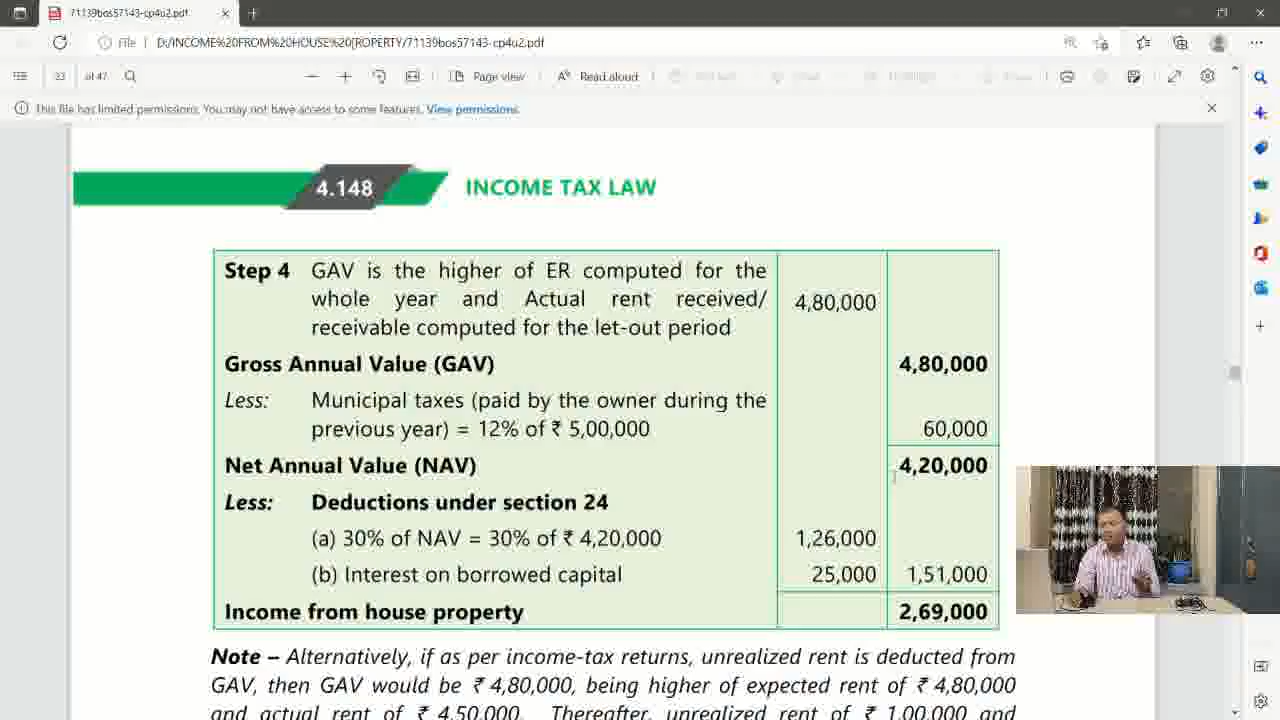 71139bos57143-cp4u2.pdf
File D:/INCOME%20FROM%20HOUSE%20[ROPERTY/71139bos57143-cp4u2.pdf
33 of 47 Page view Read aloud
This file has limited permissions. You may not have access to some features. View permissions.
4.148 INCOME TAX LAW
Step 4 GAV is the higher of ER computed for the
whole year and Actual rent received/ 4,80,000
receivable computed for the let-out period
Gross Annual Value (GAV) 4,80,000
Less: Municipal taxes (paid by the owner during the
previous year) = 12% of ₹ 5,00,000 60,000
Net Annual Value (NAV) 4,20,000
Less: Deductions under section 24
(a) 30% of NAV = 30% of ₹ 4,20,000 1,26,000
(b) Interest on borrowed capital 25,000 1,51,000
Income from house property 2,69,000
Note – Alternatively, if as per income-tax returns, unrealized rent is deducted from
GAV, then GAV would be ₹ 4,80,000, being higher of expected rent of ₹ 4,80,000
and actual rent of ₹ 4,50,000. Thereafter, unrealized rent of ₹ 1,00,000 and